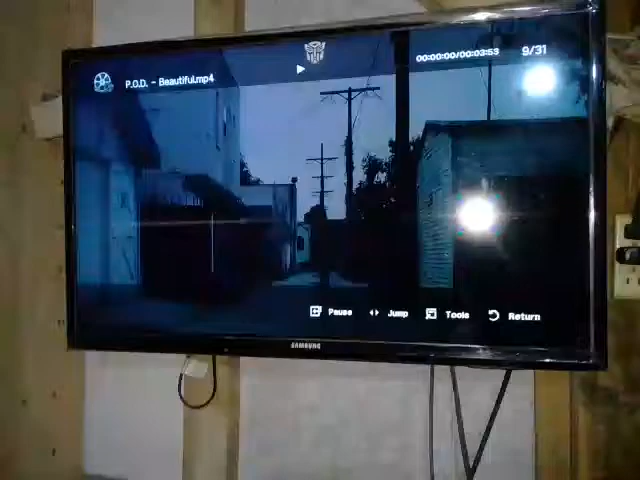 P.O.D. - Beautiful.mp4
00:00:00/00:03:53
9/31
Pause Jump Tools Return
SAMSUNG